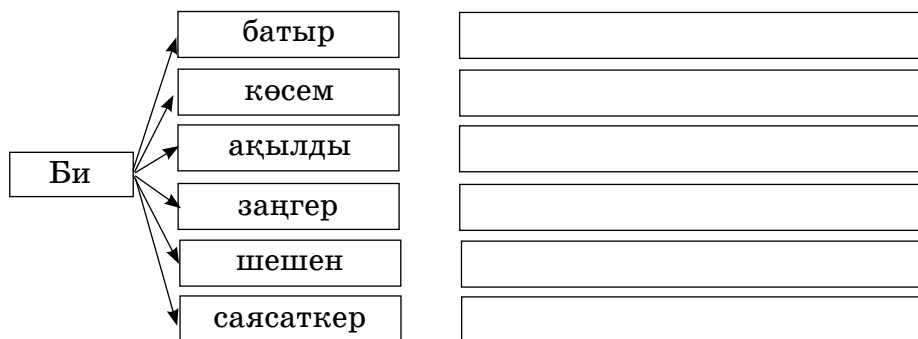 батыр
көсем
ақылды
Би
заңгер
шешен
саясаткер